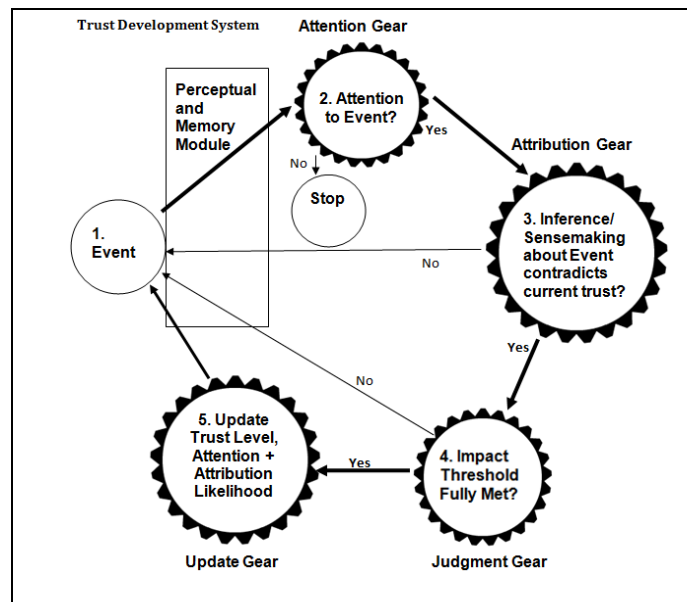 Trust Development System
Attention Gear
Perceptual
and
Memory
Module
2. Attention
to Event?
Yes
No
Stop
Attribution Gear
1.
Event
3. Inference/
Sensemaking
about Event
contradicts
current trust?
No
Yes
No
5. Update
Trust Level,
Attention +
Attribution
Likelihood
Yes
4. Impact
Threshold
Fully Met?
Update Gear
Judgment Gear